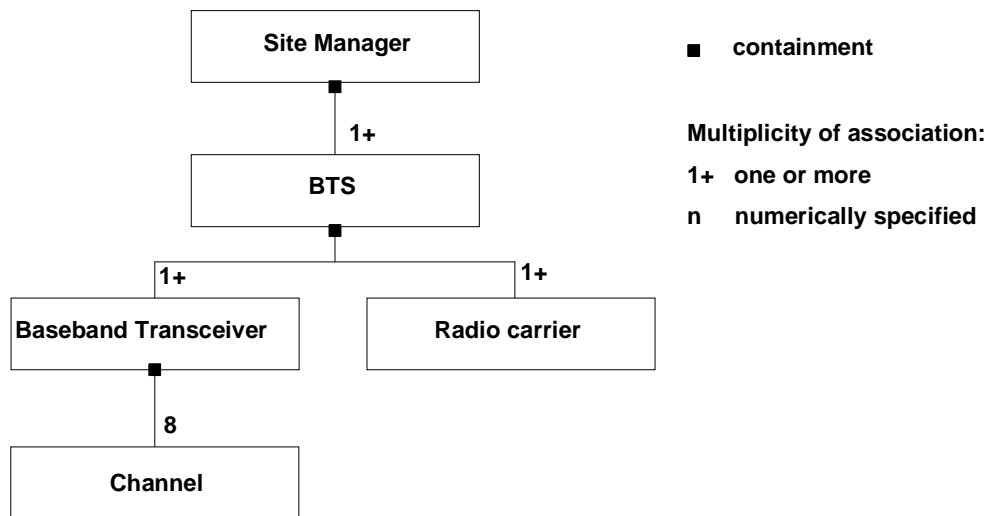 Site Manager
containment
1+
Multiplicity of association:
1+ one or more
BTS
n numerically specified
1+
1+
Baseband Transceiver
Radio carrier
8
Channel